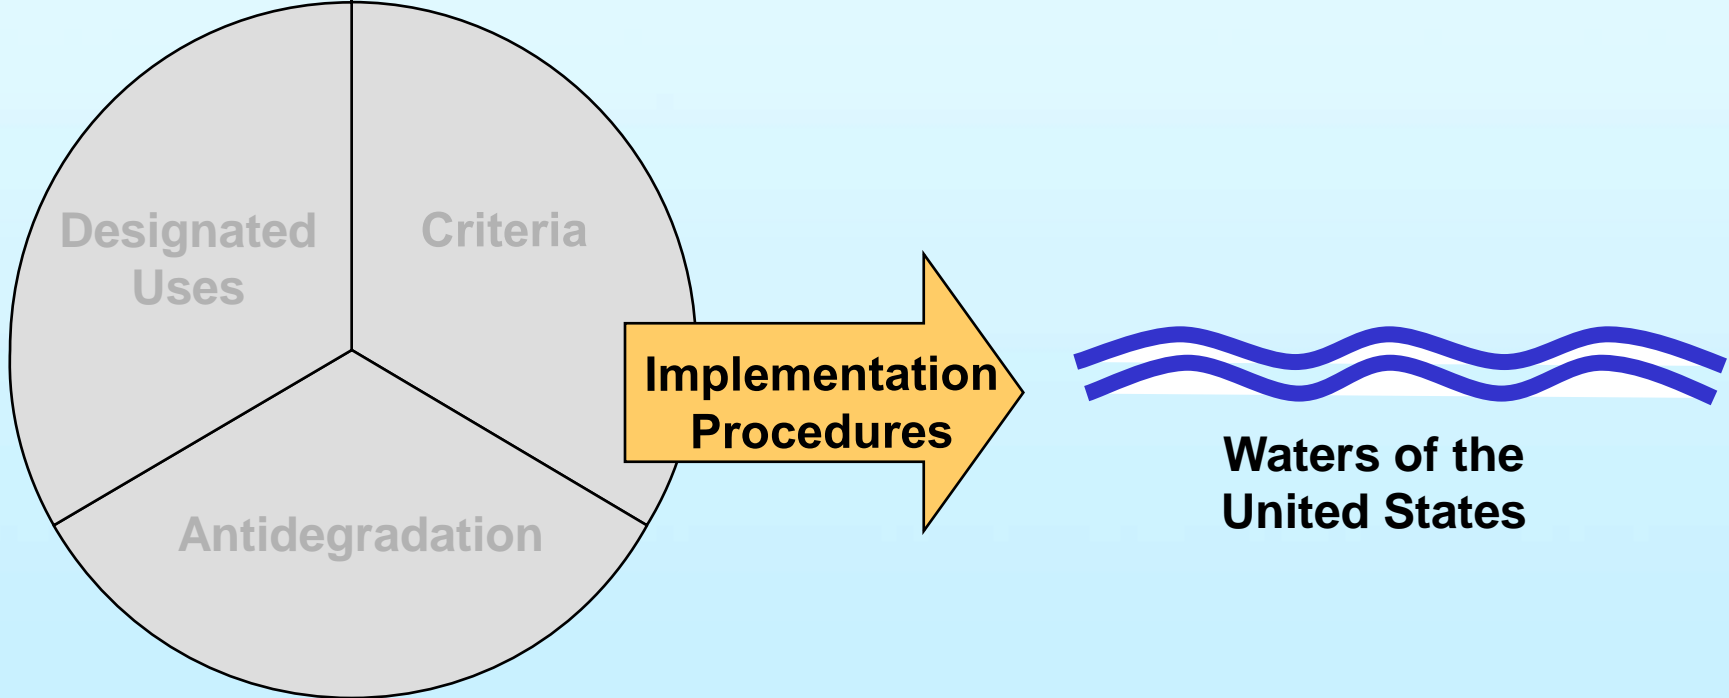 Designated
Uses
Criteria
Antidegradation
Implementation
Procedures
Waters of the
United States